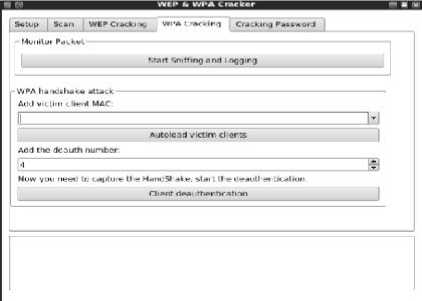 WEP & WPA Cracker
Setup Scan WEP Cracking WPA Cracking Cracking Password
Monitor Packet
Start Sniffing and Logging
WPA handshake attack
Add victim client MAC:
Autoload victim clients
Add the deauth number:
4
Now you need to capture the HandShake, start the deauthentication
Client deauthentication